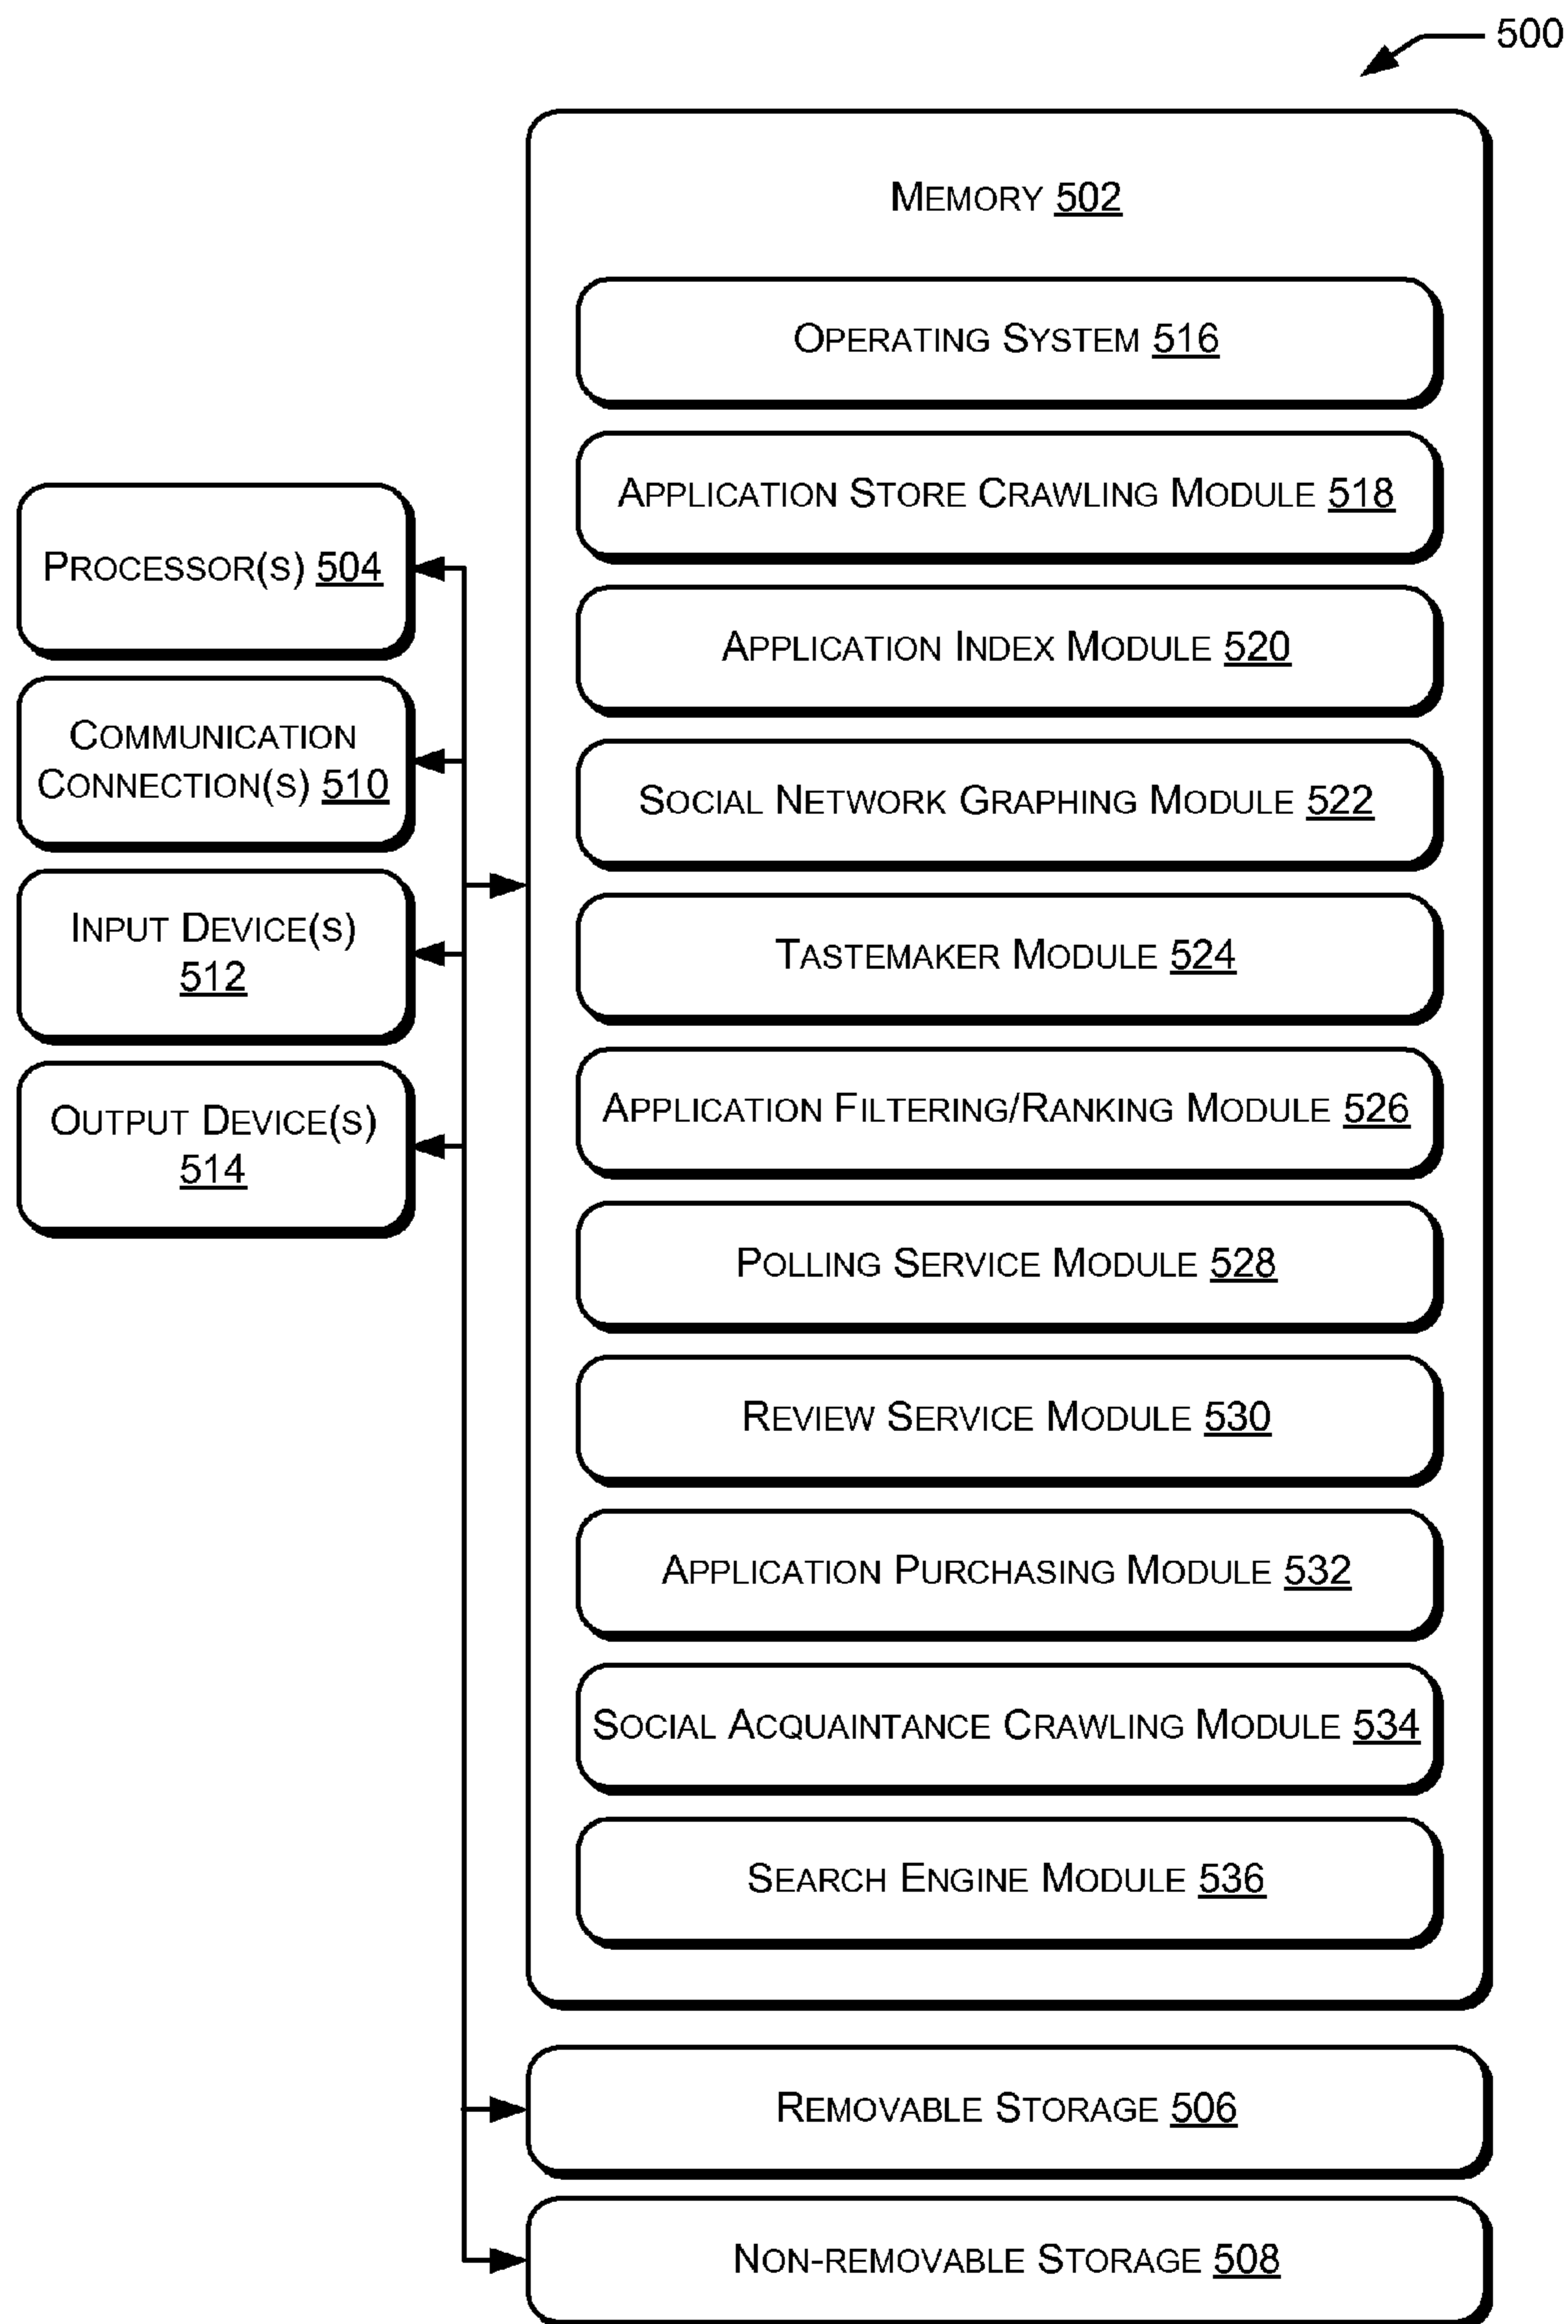 500
MEMORY 502
OPERATING SYSTEM 516
APPLICATION STORE CRAWLING MODULE 518
APPLICATION INDEX MODULE 520
SOCIAL NETWORK GRAPHING MODULE 522
TASTEMAKER MODULE 524
APPLICATION FILTERING/RANKING MODULE 526
POLLING SERVICE MODULE 528
REVIEW SERVICE MODULE 530
APPLICATION PURCHASING MODULE 532
SOCIAL ACQUAINTANCE CRAWLING MODULE 534
SEARCH ENGINE MODULE 536
PROCESSOR(S) 504
COMMUNICATION
CONNECTION(S) 510
INPUT DEVICE(S)
512
OUTPUT DEVICE(S)
514
REMOVABLE STORAGE 506
NON-REMOVABLE STORAGE 508